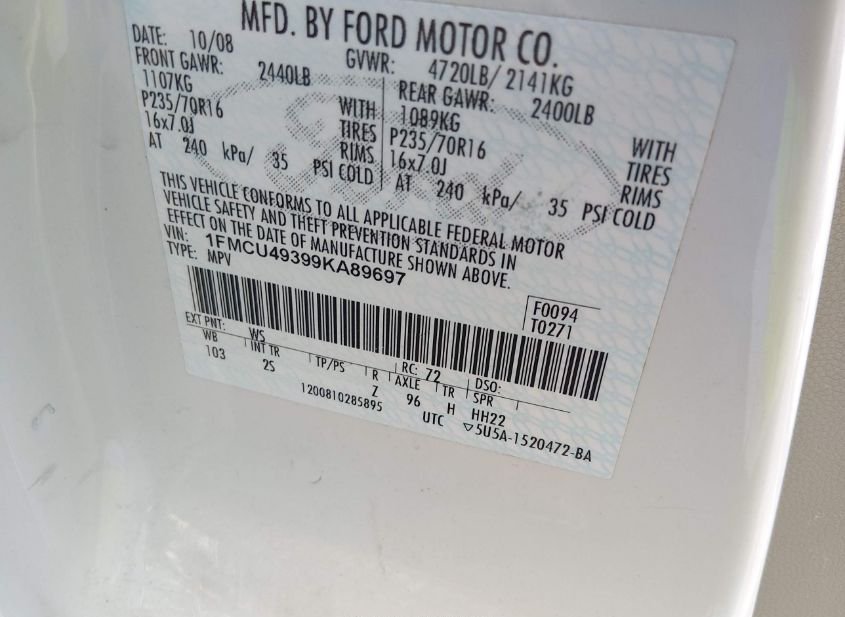 MFD. BY FORD MOTOR CO.
DATE: 10/08 GVWR: 4720LB/ 2141KG
FRONT GAWR: 2440LB REAR GAWR: 2400LB
1107KG WITH 1089KG WITH
P235/70R16 TIRES P235/70R16 TIRES
16x7.0J RIMS 16x7.0J RIMS
AT 240 kPa/ 35 PSI COLD AT 240 kPa/ 35 PSI COLD
THIS VEHICLE CONFORMS TO ALL APPLICABLE FEDERAL MOTOR
VEHICLE SAFETY AND THEFT PREVENTION STANDARDS IN
EFFECT ON THE DATE OF MANUFACTURE SHOWN ABOVE.
VIN: 1FMCU49399KA89697
TYPE: MPV
F0094
T0271
EXT PNT: WS RC: 72 DSO:
WB INT TR TP/PS R AXLE TR SPR
103 2S Z 96 H HH22
1200810285895 UTC ▽5U5A-1520472-BA
Ford